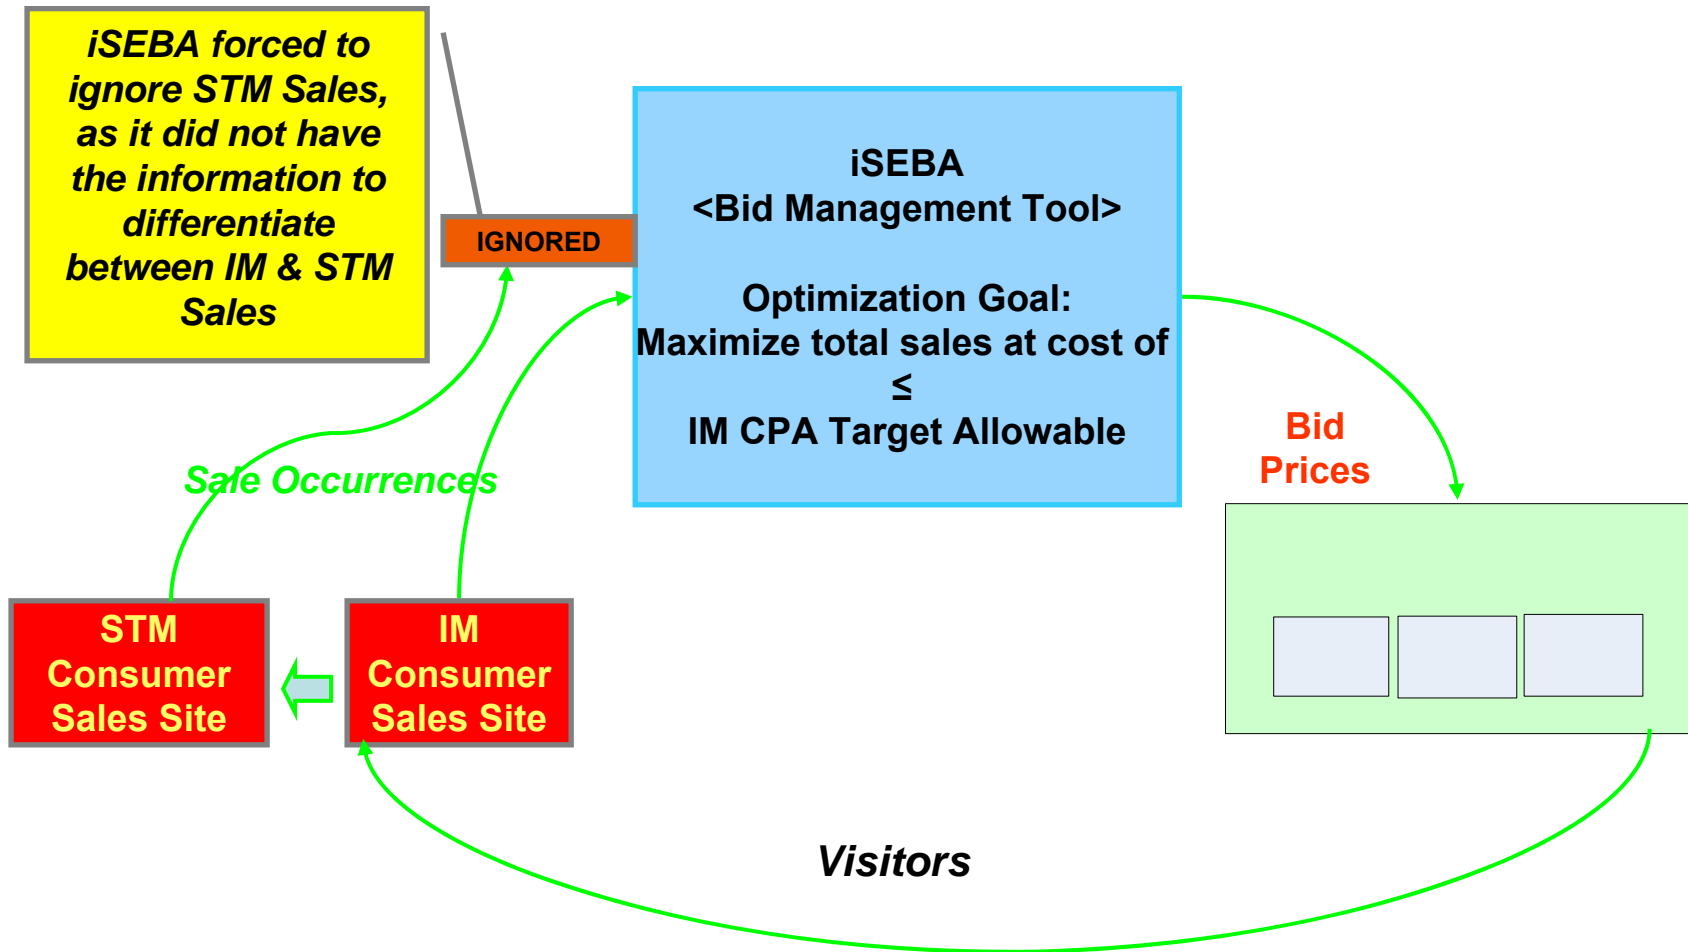 iSEBA forced to
ignore STM Sales,
as it did not have
the information to
differentiate
between IM & STM
Sales
IGNORED
iSEBA
<Bid Management Tool>
Optimization Goal:
Maximize total sales at cost of
≤
IM CPA Target Allowable
Bid
Prices
Sale Occurrences
STM
Consumer
Sales Site
IM
Consumer
Sales Site
Visitors